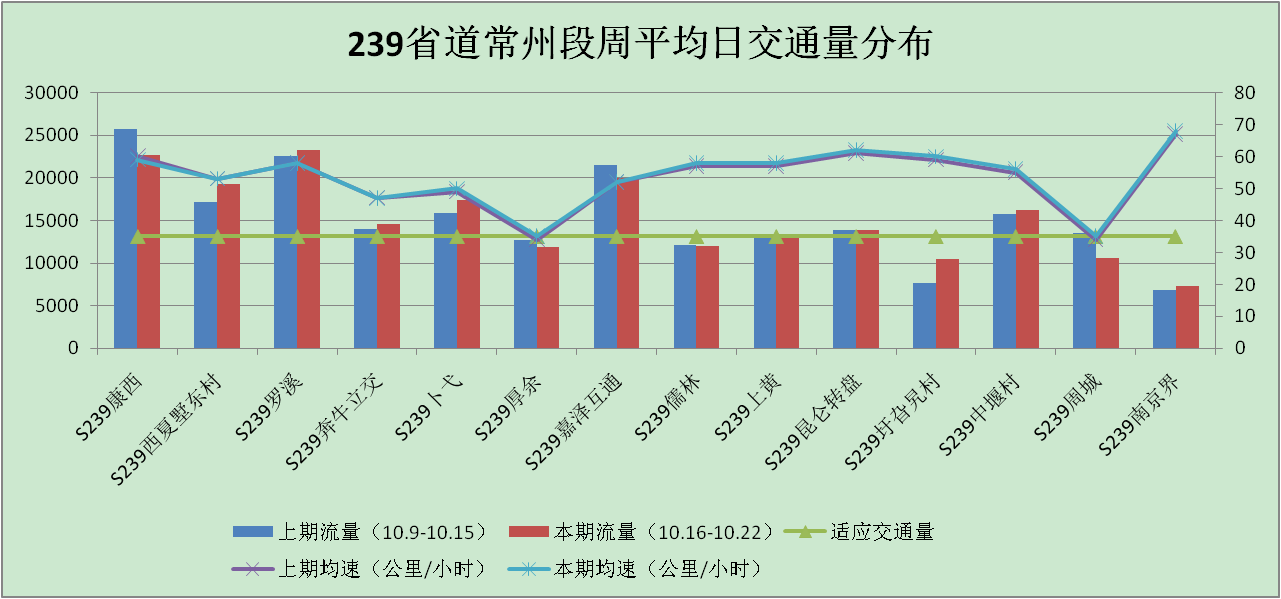 239省道常州段周平均日交通量分布
30000
25000
20000
15000
10000
5000
0
80
70
60
50
40
30
20
10
0
S239康西
S239西夏墅东村
S239罗溪
S239奔牛立交
S239卜弋
S239厚余
S239嘉泽互通
S239儒林
S239上黄
S239昆仑转盘
S239圩旮旯村
S239中堰村
S239周城
S239南京界
上期流量（10.9-10.15） 本期流量（10.16-10.22） 适应交通量
上期均速（公里/小时） 本期均速（公里/小时）